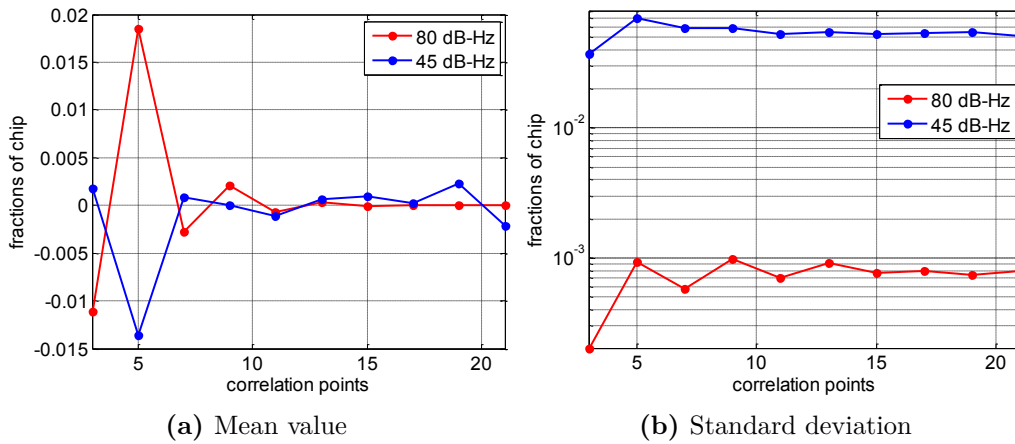 0.02
0.015
0.01
0.005
0
-0.005
-0.01
-0.015
fractions of chip
5
10
15
20
correlation points
80 dB-Hz
45 dB-Hz
(a) Mean value
10-2
10-3
fractions of chip
5
10
15
20
correlation points
80 dB-Hz
45 dB-Hz
(b) Standard deviation